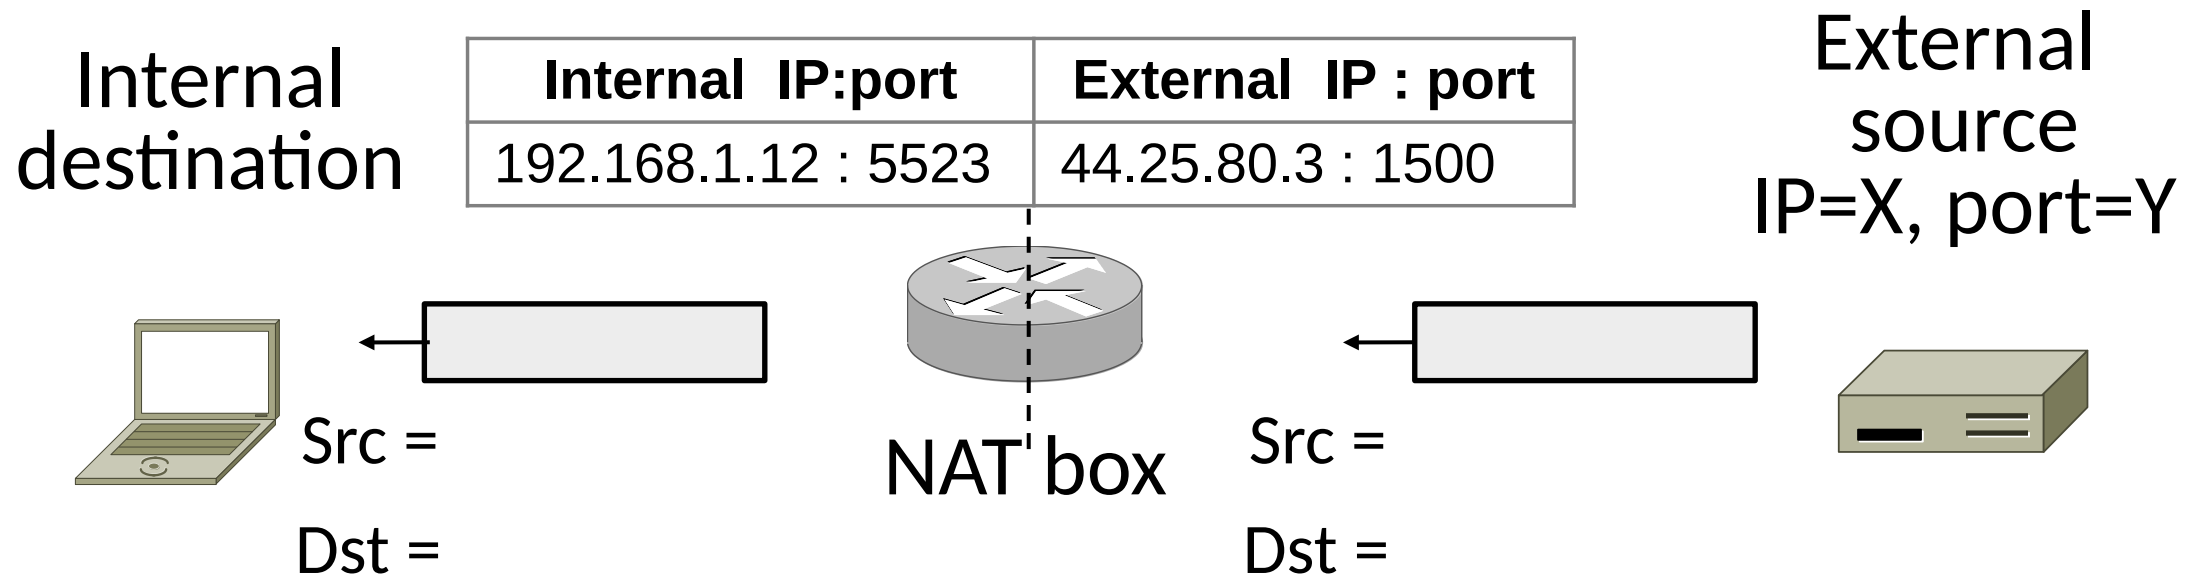 Internal
destination
Internal IP:port
External IP : port
192.168.1.12 : 5523
44.25.80.3 : 1500
External
source
IP=X, port=Y
Src =
Dst =
NAT box
Src =
Dst =